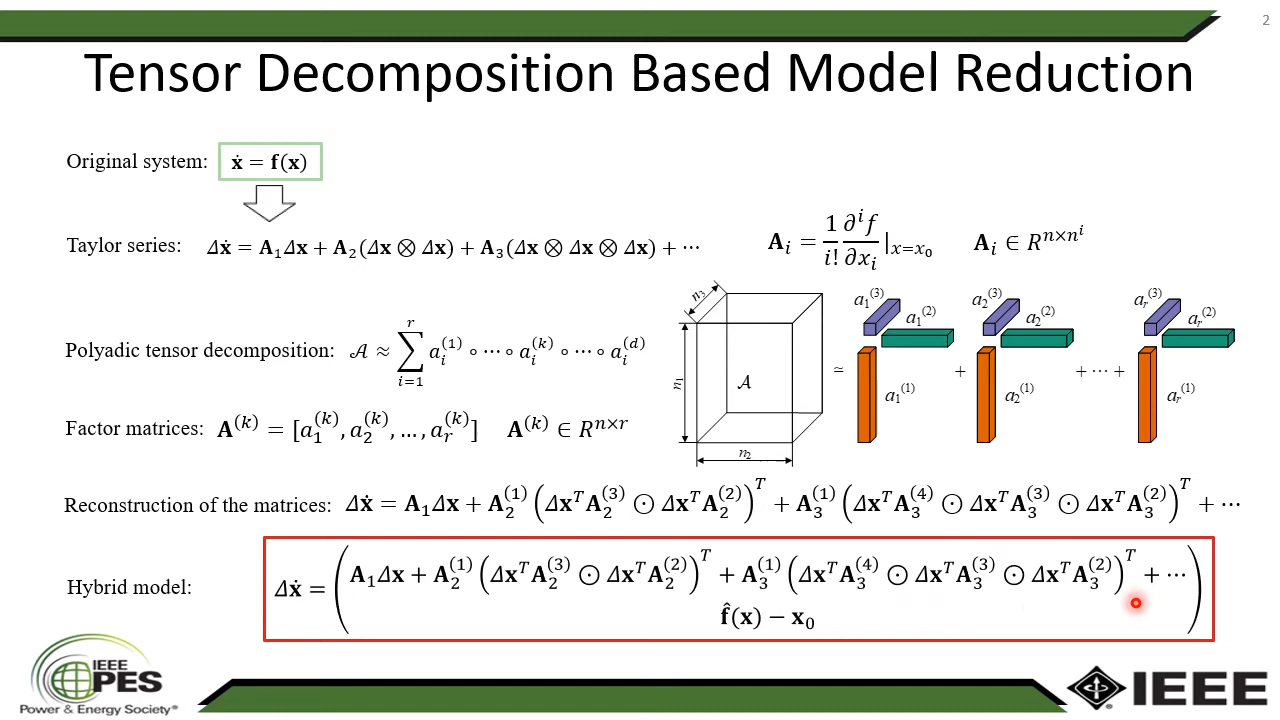 2
Tensor Decomposition Based Model Reduction
Original system: ẋ = f(x)
Taylor series: Δẋ = A₁Δx + A₂(Δx ⊗ Δx) + A₃(Δx ⊗ Δx ⊗ Δx) + ⋯ A_i = 1/i! ∂^i f/∂x_i |_{x=x₀} A_i ∈ R^{n×n^i}
Polyadic tensor decomposition: 𝒜 ≈ ∑_{i=1}^{r} a_i^{(1)} ∘ ⋯ ∘ a_i^{(k)} ∘ ⋯ ∘ a_i^{(d)}
n₃ n₁ n₂ 𝒜 ≃ a₁^{(3)} a₁^{(2)} a₁^{(1)} + a₂^{(3)} a₂^{(2)} a₂^{(1)} + ⋯ + a_r^{(3)} a_r^{(2)} a_r^{(1)}
Factor matrices: A^{(k)} = [a₁^{(k)}, a₂^{(k)}, …, a_r^{(k)}] A^{(k)} ∈ R^{n×r}
Reconstruction of the matrices: Δẋ = A₁Δx + A₂^{(1)} (Δx^T A₂^{(3)} ⊙ Δx^T A₂^{(2)})^T + A₃^{(1)} (Δx^T A₃^{(4)} ⊙ Δx^T A₃^{(3)} ⊙ Δx^T A₃^{(2)})^T + ⋯
Hybrid model: Δẋ = ( A₁Δx + A₂^{(1)} (Δx^T A₂^{(3)} ⊙ Δx^T A₂^{(2)})^T + A₃^{(1)} (Δx^T A₃^{(4)} ⊙ Δx^T A₃^{(3)} ⊙ Δx^T A₃^{(2)})^T + ⋯
f̂(x) − x₀ )
IEEE
PES
Power & Energy Society®
IEEE